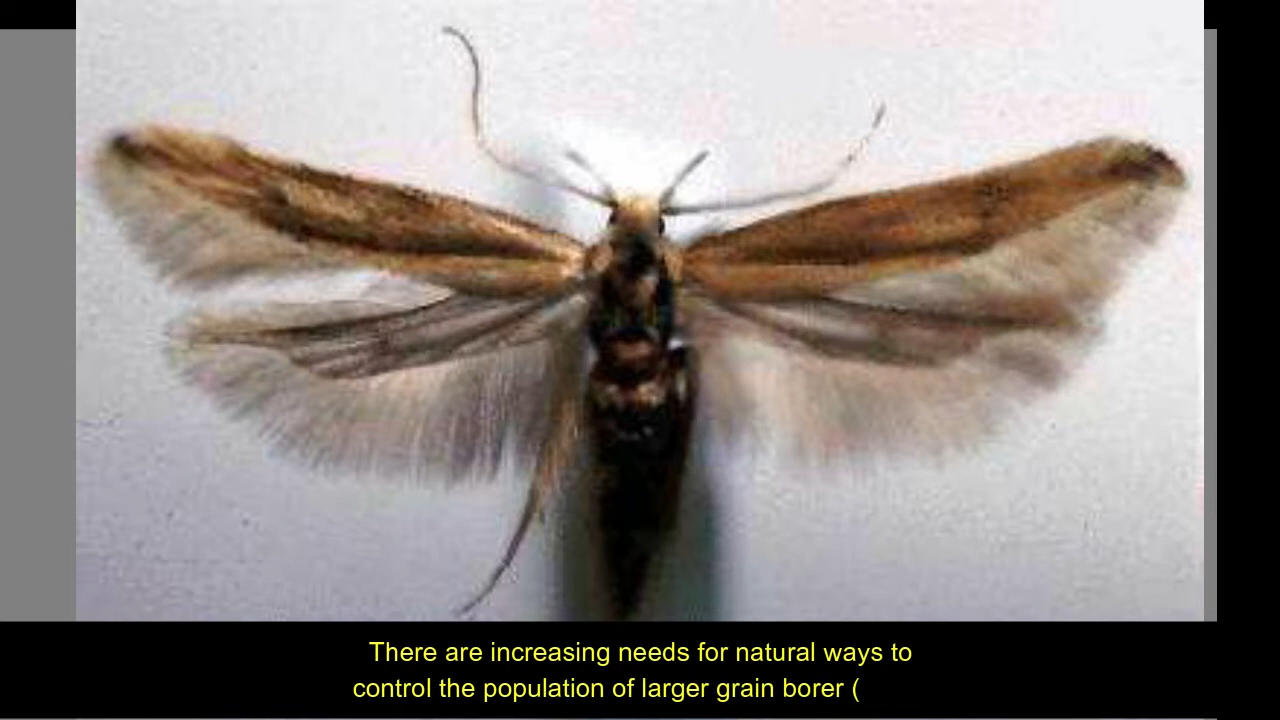 There are increasing needs for natural ways to
control the population of larger grain borer (